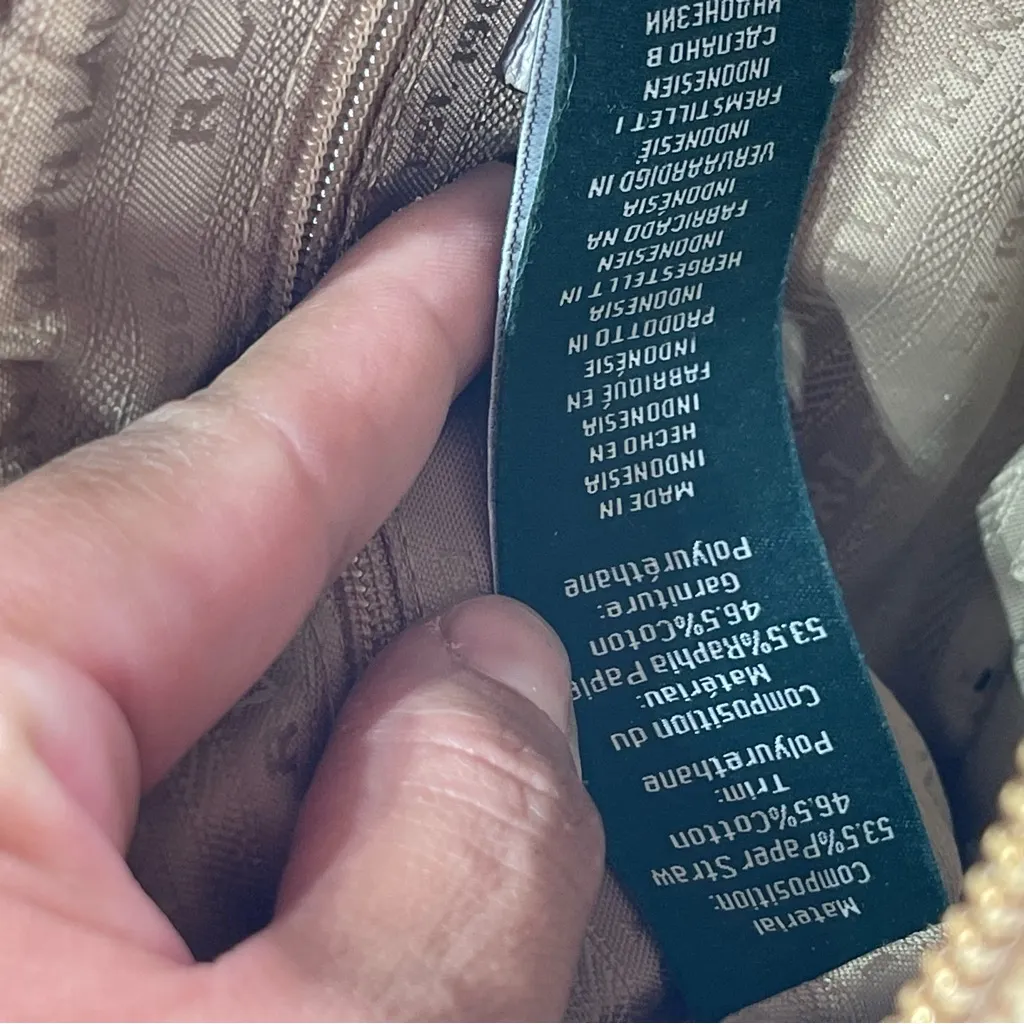 Material
Composition:
53.5%Paper Straw
46.5%Cotton
Trim:
Polyurethane
Composition du
Matériau:
53.5%Raphia Papie
46.5%Coton
Garniture:
Polyuréthane
MADE IN
INDONESIA
HECHO EN
INDONESIA
FABRIQUÉ EN
INDONÉSIE
PRODOTTO IN
INDONESIA
HERGESTELLT IN
INDONESIEN
FABRICADO NA
INDONÉSIA
VERVAARDIGD IN
INDONESIË
FREMSTILLET I
INDONESIEN
СДЕЛАНО В
ИНДОНЕЗИИ
RL